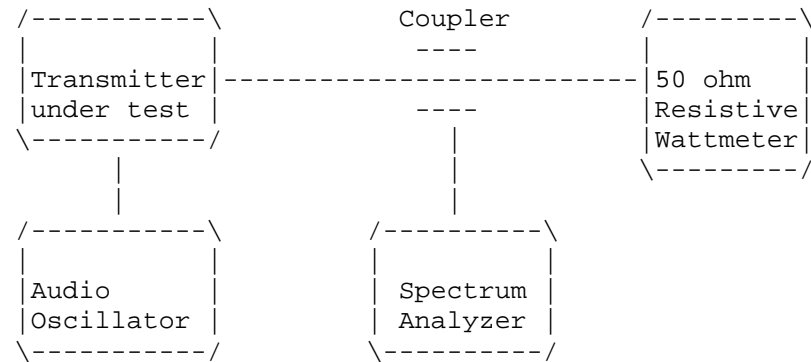 Coupler
Transmitter
under test
50 ohm
Resistive
Wattmeter
Audio
Oscillator
Spectrum
Analyzer